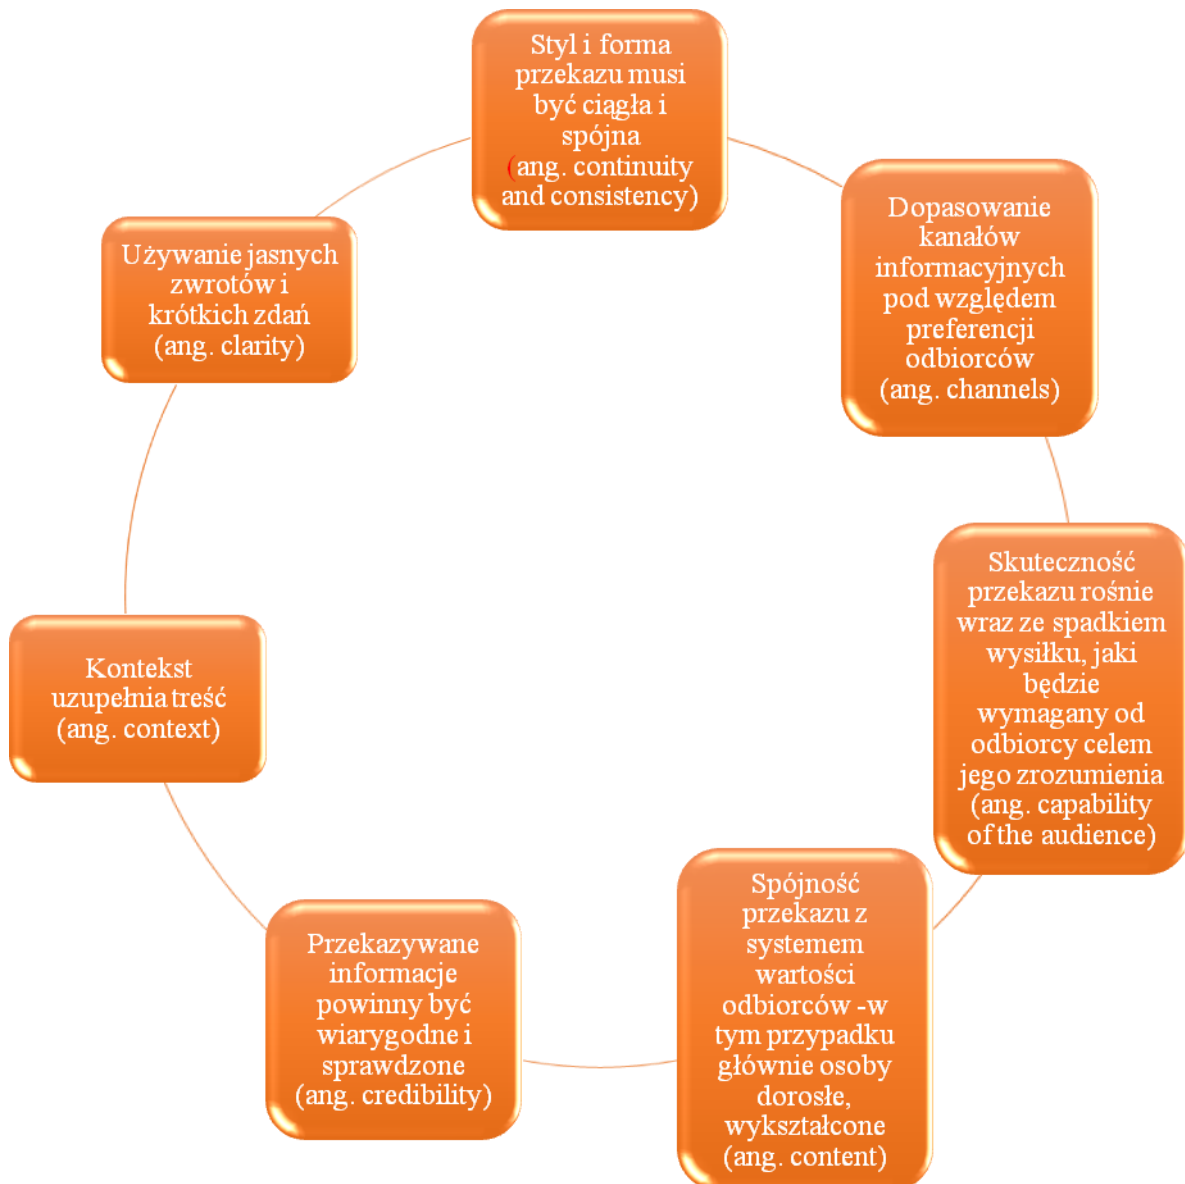 Styl i forma
przekazu musi
być ciągła i
spójna
(ang. continuity
and consistency)
Dopasowanie
kanałów
informacyjnych
pod względem
preferencji
odbiorców
(ang. channels)
Skuteczność
przekazu rośnie
wraz ze spadkiem
wysiłku, jaki
będzie
wymagany od
odbiorcy celem
jego zrozumienia
(ang. capability
of the audience)
Spójność
przekazu z
systemem
wartości
odbiorców -w
tym przypadku
głównie osoby
dorosłe,
wykształcone
(ang. content)
Przekazywane
informacje
powinny być
wiarygodne i
sprawdzone
(ang. credibility)
Kontekst
uzupełnia treść
(ang. context)
Używanie jasnych
zwrotów i
krótkich zdań
(ang. clarity)